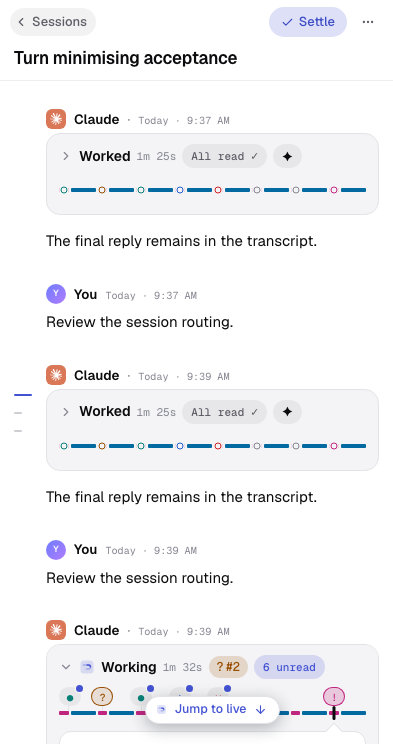 Sessions
Settle
Turn minimising acceptance
Claude · Today · 9:37 AM
Worked 1m 25s All read ✓
The final reply remains in the transcript.
Y You Today · 9:37 AM
Review the session routing.
Claude · Today · 9:39 AM
Worked 1m 25s All read ✓
The final reply remains in the transcript.
Y You Today · 9:39 AM
Review the session routing.
Claude · Today · 9:39 AM
Working 1m 32s ? #2 6 unread
? !
Jump to live ↓